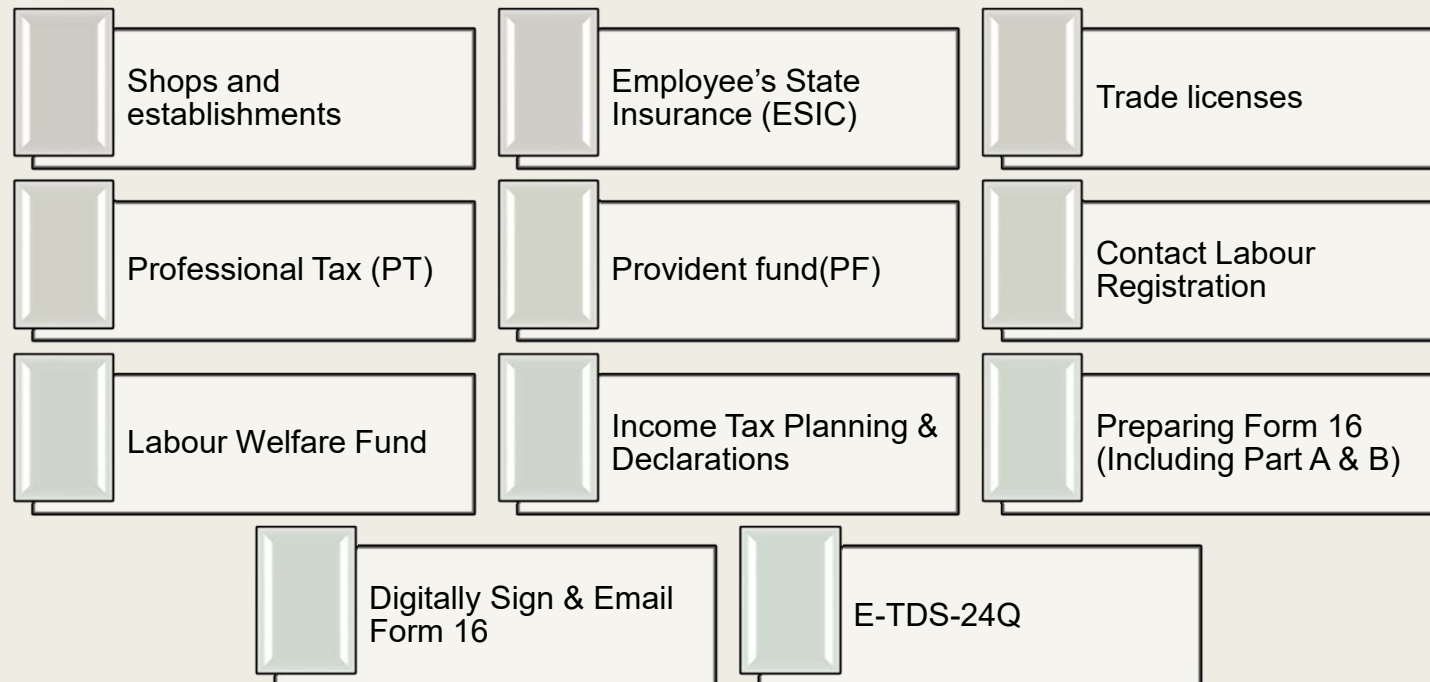 Shops and
establishments
Employee’s State
Insurance (ESIC)
Trade licenses
Professional Tax (PT)
Provident fund(PF)
Contact Labour
Registration
Labour Welfare Fund
Income Tax Planning &
Declarations
Preparing Form 16
(Including Part A & B)
Digitally Sign & Email
Form 16
E-TDS-24Q